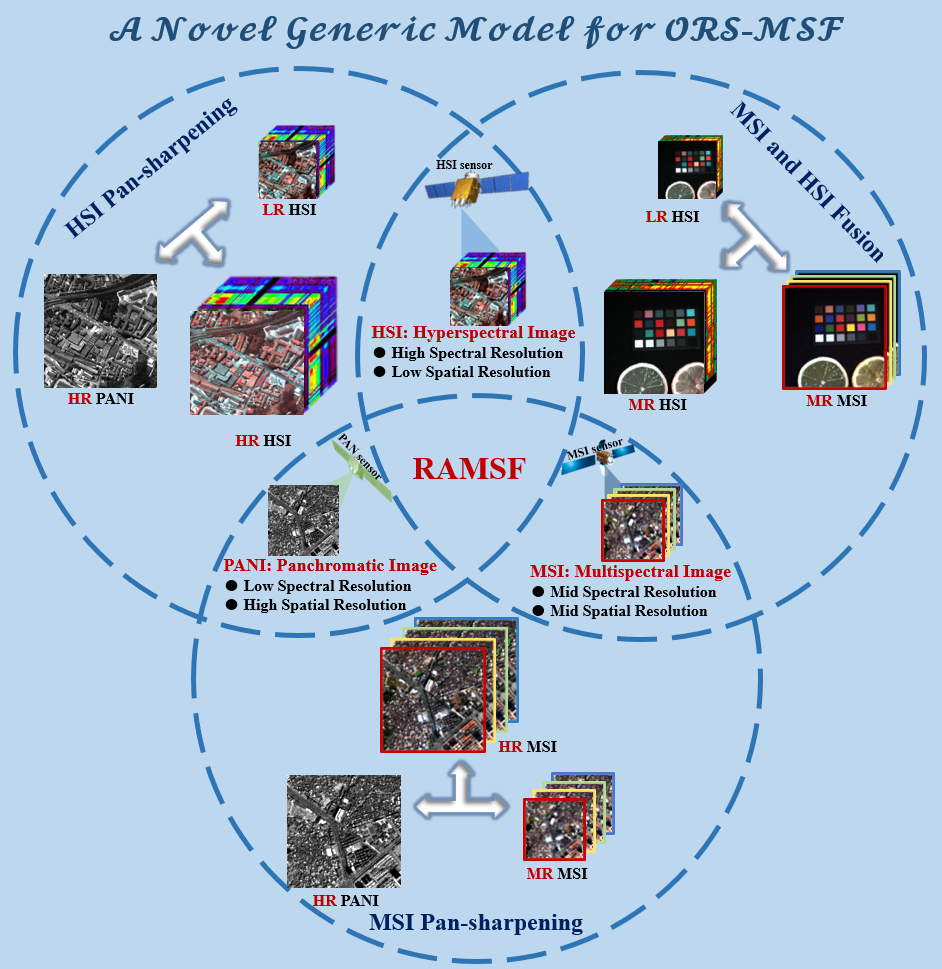 A Novel Generic Model for ORS-MSF
HSI Pan-sharpening
MSI and HSI Fusion
HSI sensor
LR HSI
LR HSI
HSI: Hyperspectral Image
● High Spectral Resolution
● Low Spatial Resolution
HR PANI
MR HSI
MR MSI
HR HSI
PAN sensor
RAMSF
MSI sensor
PANI: Panchromatic Image
● Low Spectral Resolution
● High Spatial Resolution
MSI: Multispectral Image
● Mid Spectral Resolution
● Mid Spatial Resolution
HR MSI
MR MSI
HR PANI
MSI Pan-sharpening